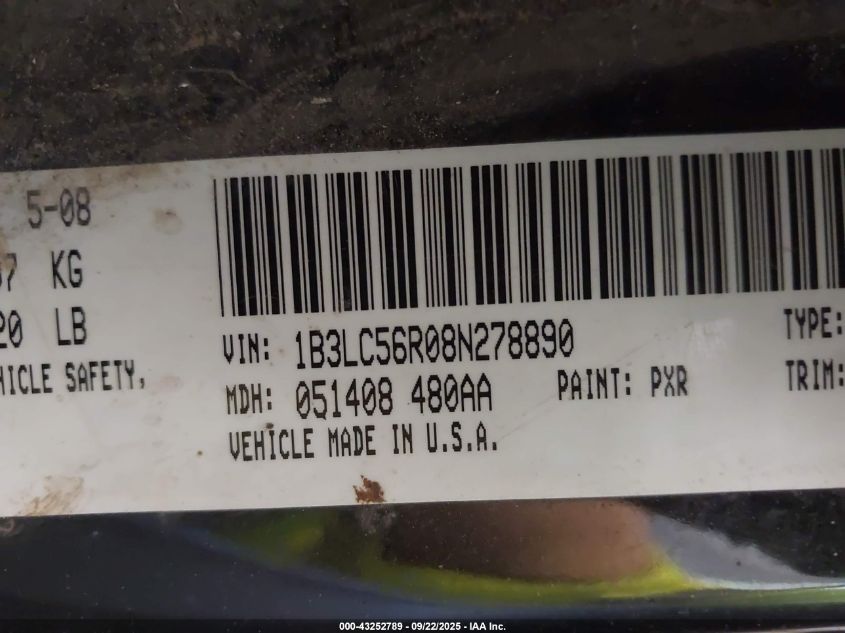 5-08
7 KG
20 LB
HICLE SAFETY,
VIN: 1B3LC56R08N278890
MDH: 051408 480AA
PAINT: PXR
VEHICLE MADE IN U.S.A.
TYPE:
TRIM:
000-43252789 - 09/22/2025 - IAA Inc.